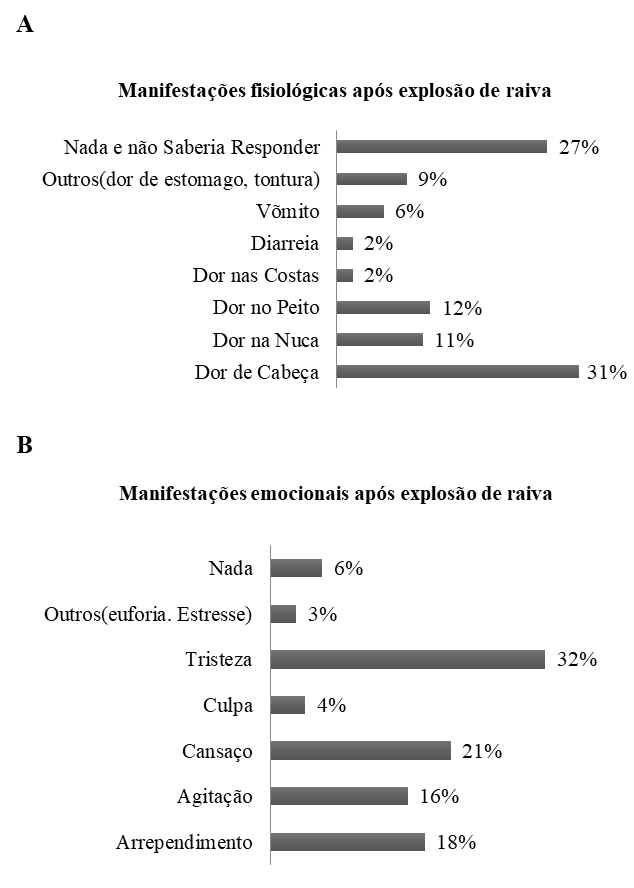 A
Manifestações fisiológicas após explosão de raiva
Nada e não Saberia Responder 27%
Outros(dor de estomago, tontura) 9%
Võmito 6%
Diarreia 2%
Dor nas Costas 2%
Dor no Peito 12%
Dor na Nuca 11%
Dor de Cabeça 31%
B
Manifestações emocionais após explosão de raiva
Nada 6%
Outros(euforia. Estresse) 3%
Tristeza 32%
Culpa 4%
Cansaço 21%
Agitação 16%
Arrependimento 18%